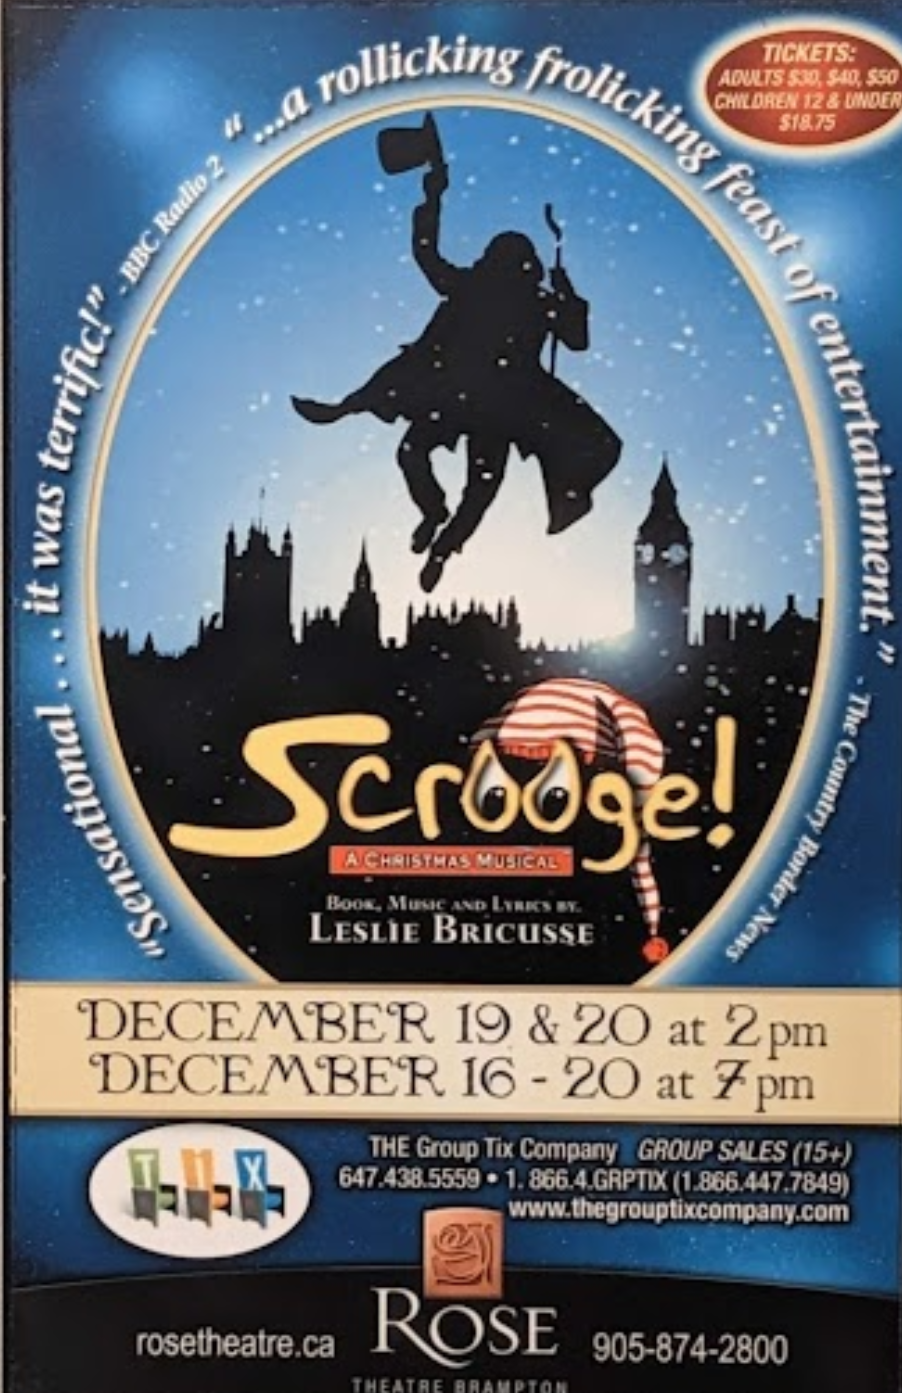 TICKETS:
ADULTS $30, $40, $50
CHILDREN 12 & UNDER
$18.75
"Sensational . . . it was terrific!" - BBC Radio 2
"...a rollicking frolicking feast of entertainment." - The Country Border News
Scrooge!
A CHRISTMAS MUSICAL
BOOK, MUSIC AND LYRICS BY
LESLIE BRICUSSE
DECEMBER 19 & 20 at 2pm
DECEMBER 16 - 20 at 7pm
TIX
THE Group Tix Company GROUP SALES (15+)
647.438.5559 • 1. 866.4.GRPTIX (1.866.447.7849)
www.thegrouptixcompany.com
rosetheatre.ca
ROSE
THEATRE BRAMPTON
905-874-2800